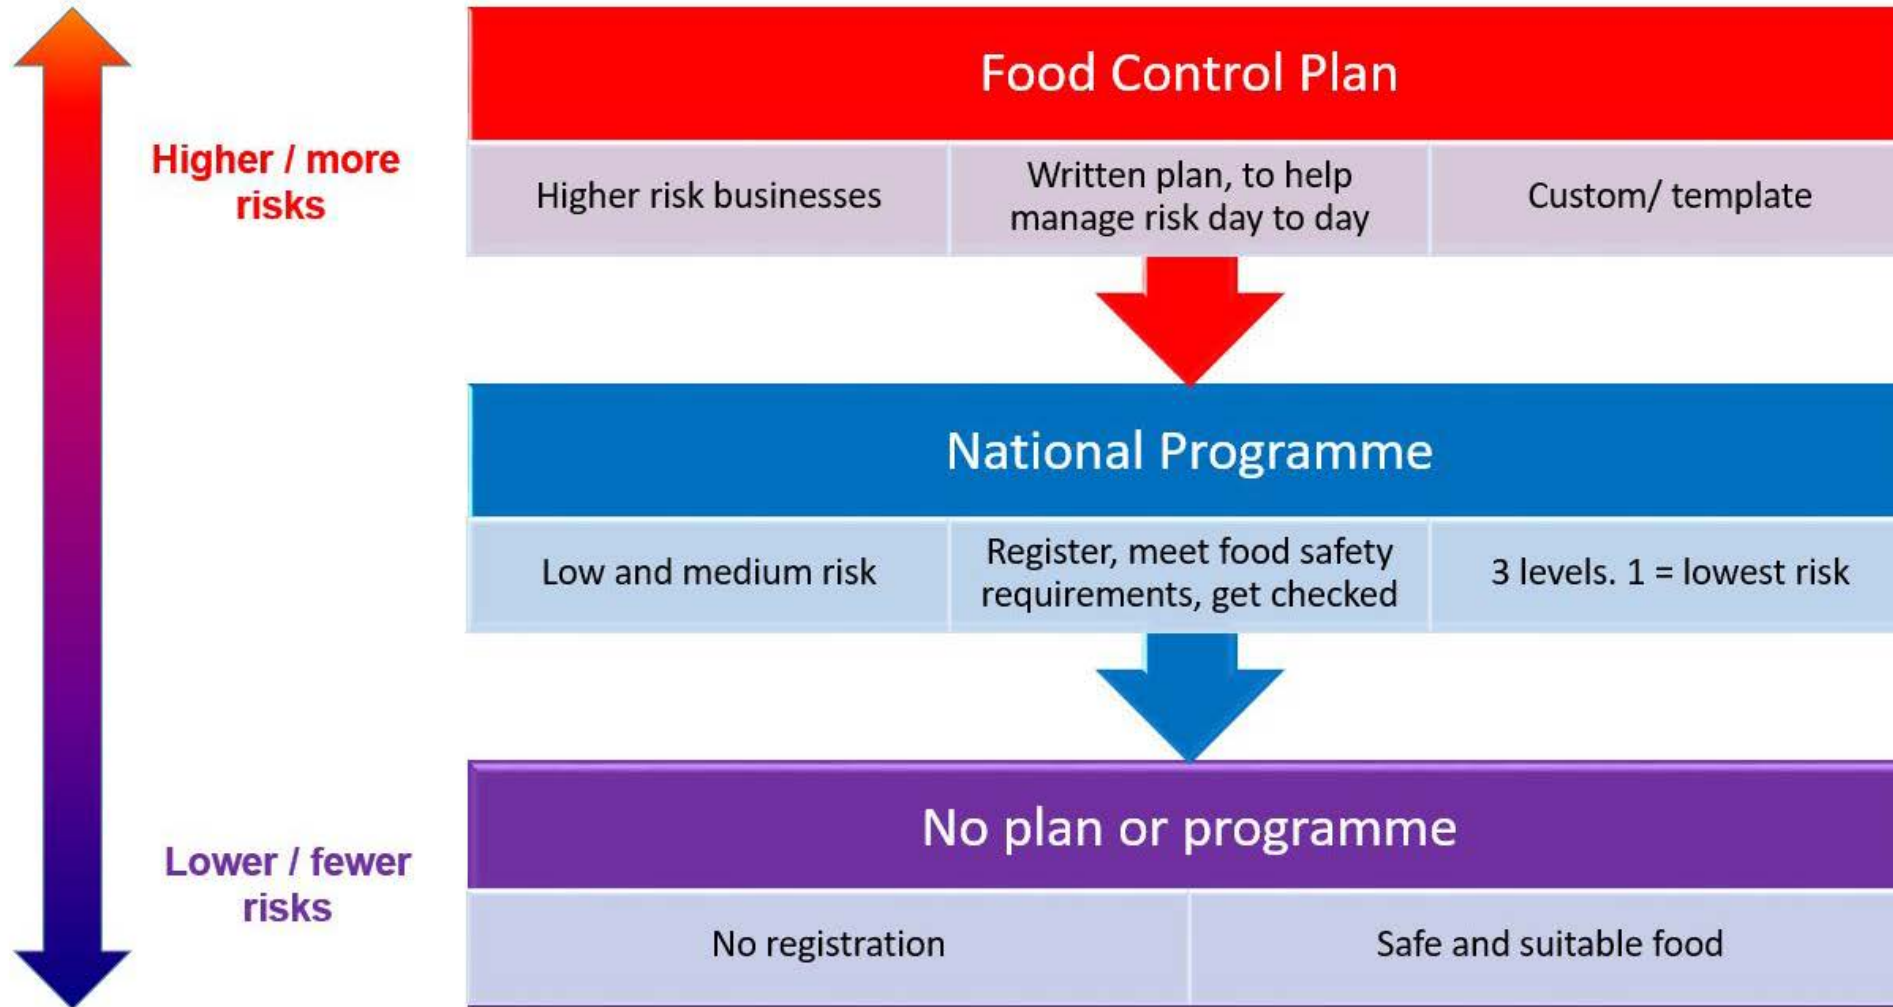 Food Control Plan
Higher / more
risks
Higher risk businesses
Written plan, to help
manage risk day to day
Custom/ template
National Programme
Low and medium risk
Register, meet food safety
requirements, get checked
3 levels. 1 = lowest risk
No plan or programme
Lower / fewer
risks
No registration
Safe and suitable food